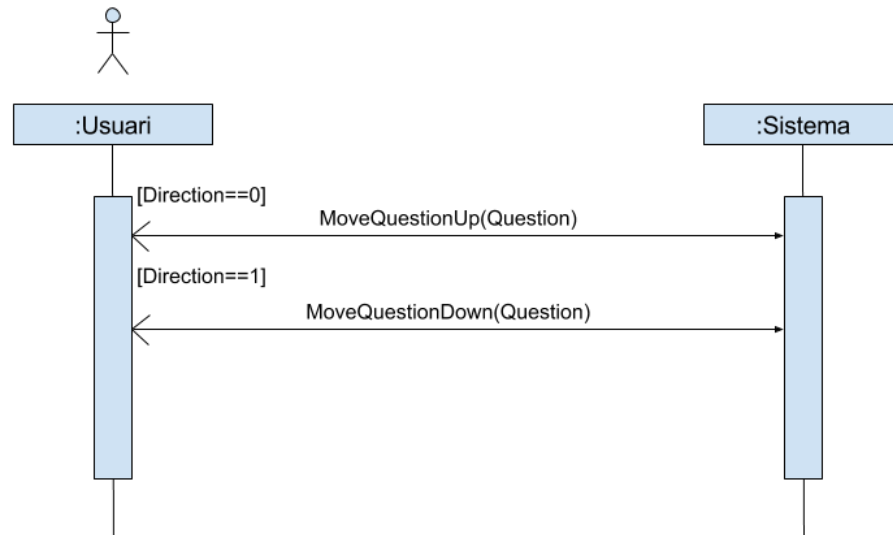 :Usuari
:Sistema
[Direction==0]
MoveQuestionUp(Question)
[Direction==1]
MoveQuestionDown(Question)